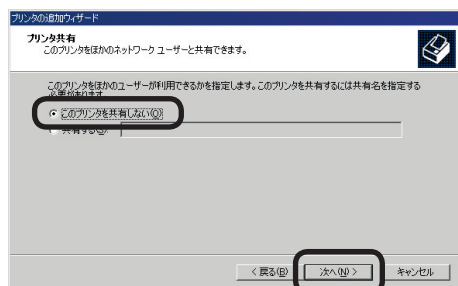 プリンタの追加ウィザード
プリンタ共有
このプリンタをほかのネットワーク ユーザーと共有できます。
このプリンタをほかのユーザーが利用できるかを指定します。このプリンタを共有するには共有名を指定する
必要があります。
このプリンタを共有しない(O)
共有する(S):
< 戻る(B)
次へ(N) >
キャンセル